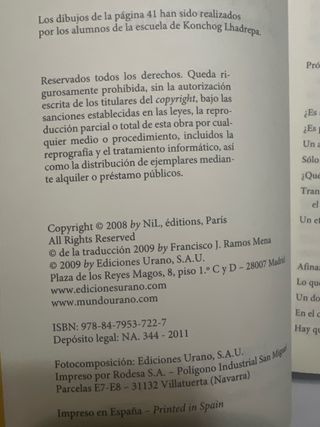 Los dibujos de la página 41 han sido realizados
por los alumnos de la escuela de Konchog Lhadrepa.
Reservados todos los derechos. Queda ri-
gurosamente prohibida, sin la autorización
escrita de los titulares del copyright, bajo las
sanciones establecidas en las leyes, la repro-
ducción parcial o total de esta obra por cual-
quier medio o procedimiento, incluidos la
reprografía y el tratamiento informático, así
como la distribución de ejemplares median-
te alquiler o préstamo públicos.
Copyright © 2008 by NiL, éditions, Paris
All Rights Reserved
© de la traducción 2009 by Francisco J. Ramos Mena
© 2009 by Ediciones Urano, S.A.U.
Plaza de los Reyes Magos, 8, piso 1.º C y D – 28007 Madrid
www.edicionesurano.com
www.mundourano.com
ISBN: 978-84-7953-722-7
Depósito legal: NA. 344 - 2011
Fotocomposición: Ediciones Urano, S.A.U.
Impreso por Rodesa S.A. – Polígono Industrial San Miguel
Parcelas E7-E8 – 31132 Villatuerta (Navarra)
Impreso en España – Printed in Spain
¿Es
¿Es
Un a
Sólo
¿Qué
Tran
el
Un ef
Afinar
Lo que
Un do
En el c
Hay qu